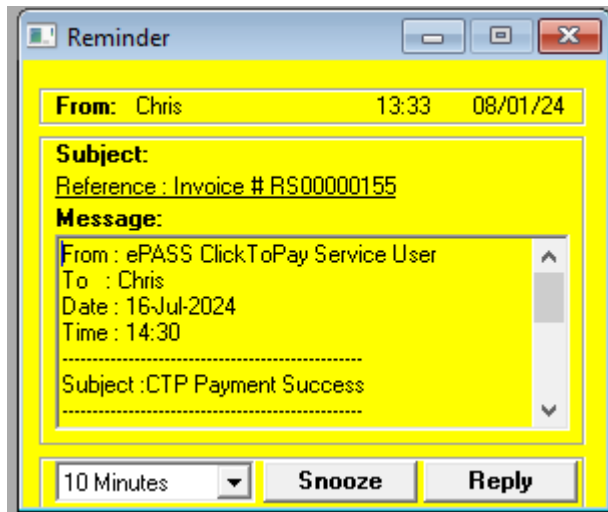 Reminder
From: Chris 13:33 08/01/24
Subject:
Reference : Invoice # RS00000155
Message:
From : ePASS ClickToPay Service User
To : Chris
Date : 16-Jul-2024
Time : 14:30
------------------------------------------------
Subject :CTP Payment Success
------------------------------------------------
10 Minutes Snooze Reply